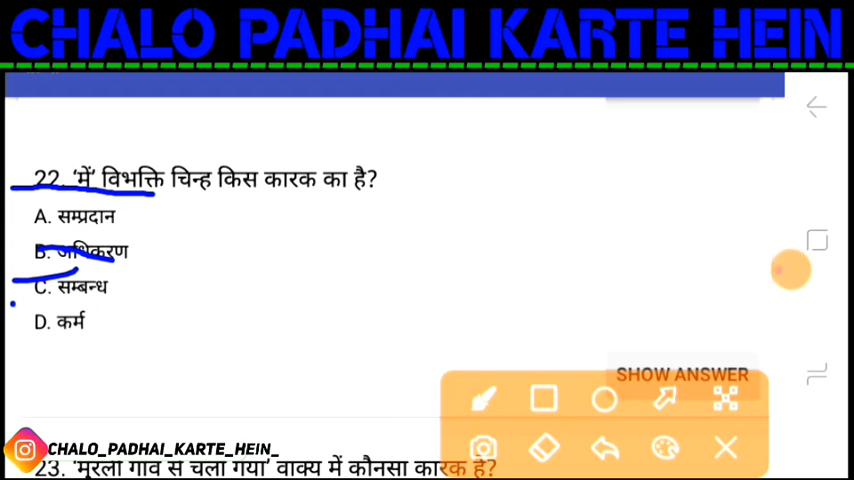 CHALO PADHAI KARTE HEIN
22. 'में' विभक्ति चिन्ह किस कारक का है?
A. सम्प्रदान
B. अधिकरण
C. सम्बन्ध
D. कर्म
SHOW ANSWER
CHALO_PADHAI_KARTE_HEIN_
23. 'मुरली गांव से चला गया' वाक्य में कौनसा कारक है?